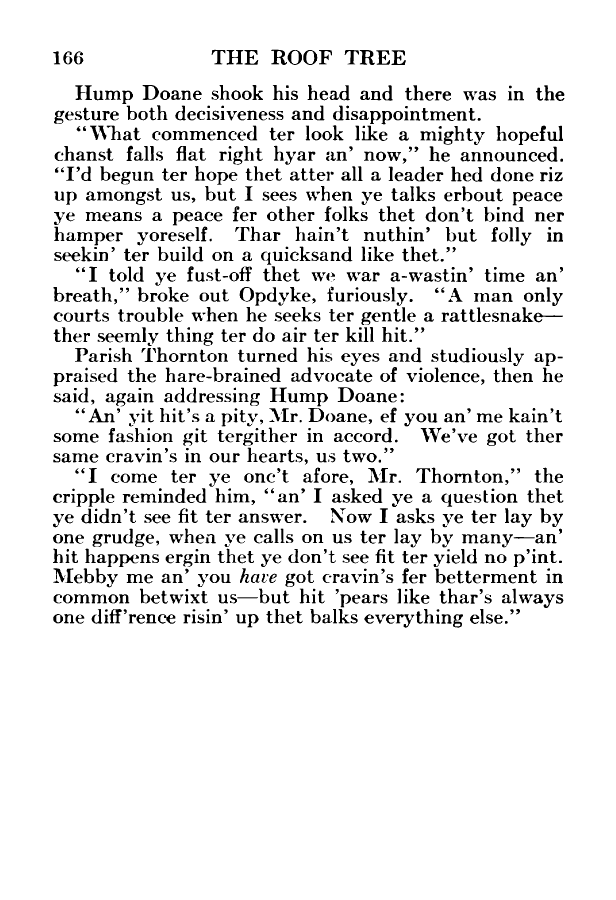 166 THE ROOF TREE
Hump Doane shook his head and there was in the
gesture both decisiveness and disappointment.
“What commenced ter look like a mighty hopeful
chanst falls flat right hyar an’ now,” he announced.
“I’d begun ter hope thet atter all a leader hed done riz
up amongst us, but I sees when ye talks erbout peace
ye means a peace fer other folks thet don’t bind ner
hamper yoreself. Thar hain’t nuthin’ but folly in
seekin’ ter build on a quicksand like thet.”
“I told ye fust-off thet we war a-wastin’ time an’
breath,” broke out Opdyke, furiously. “A man only
courts trouble when he seeks ter gentle a rattlesnake—
ther seemly thing ter do air ter kill hit.”
Parish Thornton turned his eyes and studiously ap-
praised the hare-brained advocate of violence, then he
said, again addressing Hump Doane:
“An’ yit hit’s a pity, Mr. Doane, ef you an’ me kain’t
some fashion git tergither in accord. We’ve got ther
same cravin’s in our hearts, us two.”
“I come ter ye onc’t afore, Mr. Thornton,” the
cripple reminded him, “an’ I asked ye a question thet
ye didn’t see fit ter answer. Now I asks ye ter lay by
one grudge, when ye calls on us ter lay by many—an’
hit happens ergin thet ye don’t see fit ter yield no p’int.
Mebby me an’ you have got cravin’s fer betterment in
common betwixt us—but hit ’pears like thar’s always
one diff’rence risin’ up thet balks everything else.”